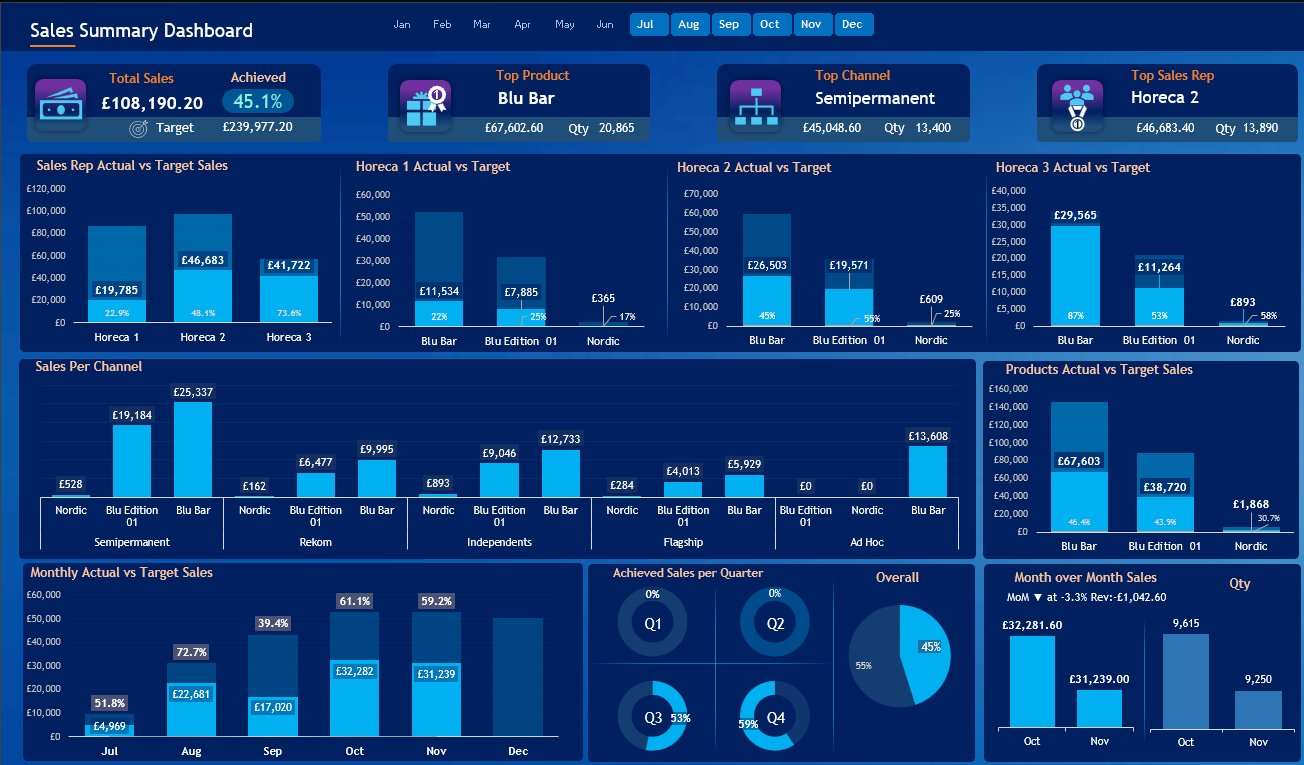 Sales Summary Dashboard
Jan Feb Mar Apr May Jun Jul Aug Sep Oct Nov Dec
Total Sales Achieved
£108,190.20 45.1%
Target £239,977.20
1
Top Product
Blu Bar
£67,602.60 Qty 20,865
Top Channel
Semipermanent
£45,048.60 Qty 13,400
1
Top Sales Rep
Horeca 2
£46,683.40 Qty 13,890
Sales Rep Actual vs Target Sales
£120,000
£100,000
£80,000
£60,000
£40,000
£20,000
£0
£19,785 £46,683 £41,722
22.9% 48.1% 73.6%
Horeca 1 Horeca 2 Horeca 3
Horeca 1 Actual vs Target
£60,000
£50,000
£40,000
£30,000
£20,000
£10,000
£0
£11,534 £7,885 £365
22% 25% 17%
Blu Bar Blu Edition 01 Nordic
Horeca 2 Actual vs Target
£70,000
£60,000
£50,000
£40,000
£30,000
£20,000
£10,000
£0
£26,503 £19,571 £609
45% 55% 25%
Blu Bar Blu Edition 01 Nordic
Horeca 3 Actual vs Target
£40,000
£35,000
£30,000
£25,000
£20,000
£15,000
£10,000
£5,000
£0
£29,565 £11,264 £893
87% 53% 58%
Blu Bar Blu Edition 01 Nordic
Sales Per Channel
£528 £19,184 £25,337 £162 £6,477 £9,995 £893 £9,046 £12,733 £284 £4,013 £5,929 £0 £0 £13,608
Nordic Blu Edition 01 Blu Bar Nordic Blu Edition 01 Blu Bar Nordic Blu Edition 01 Blu Bar Nordic Blu Edition 01 Blu Bar Blu Edition 01 Nordic Blu Bar
Semipermanent Rekom Independents Flagship Ad Hoc
Products Actual vs Target Sales
£160,000
£140,000
£120,000
£100,000
£80,000
£60,000
£40,000
£20,000
£0
£67,603 £38,720 £1,868
46.4% 43.9% 30.7%
Blu Bar Blu Edition 01 Nordic
Monthly Actual vs Target Sales
£60,000
£50,000
£40,000
£30,000
£20,000
£10,000
£0
51.8% 72.7% 39.4% 61.1% 59.2%
£4,969 £22,681 £17,020 £32,282 £31,239
Jul Aug Sep Oct Nov Dec
Achieved Sales per Quarter
0% 0%
Q1 Q2
Q3 53% 59% Q4
Overall
45%
55%
Month over Month Sales
MoM ▼ at -3.3% Rev:-£1,042.60
£32,281.60
£31,239.00
Oct Nov
Qty
9,615
9,250
Oct Nov